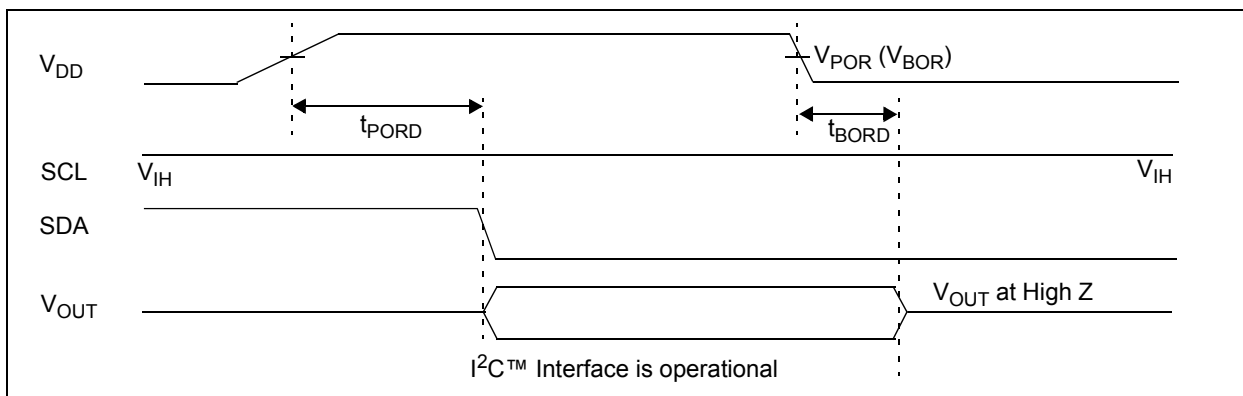 VDD
VPOR (VBOR)
tPORD
tBORD
SCL
VIH
VIH
SDA
VOUT
VOUT at High Z
I²C™ Interface is operational